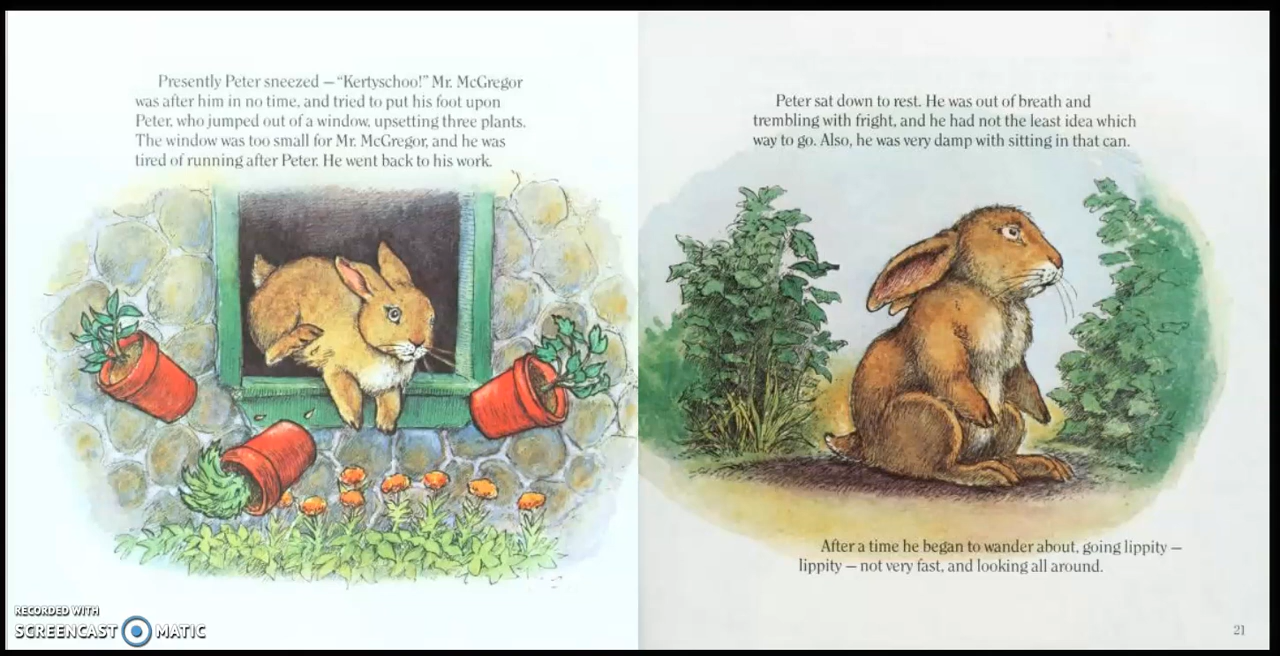 Presently Peter sneezed — “Kertyschoo!” Mr. McGregor
was after him in no time, and tried to put his foot upon
Peter, who jumped out of a window, upsetting three plants.
The window was too small for Mr. McGregor, and he was
tired of running after Peter. He went back to his work.
Peter sat down to rest. He was out of breath and
trembling with fright, and he had not the least idea which
way to go. Also, he was very damp with sitting in that can.
After a time he began to wander about, going lippity —
lippity — not very fast, and looking all around.
21
RECORDED WITH
SCREENCAST MATIC